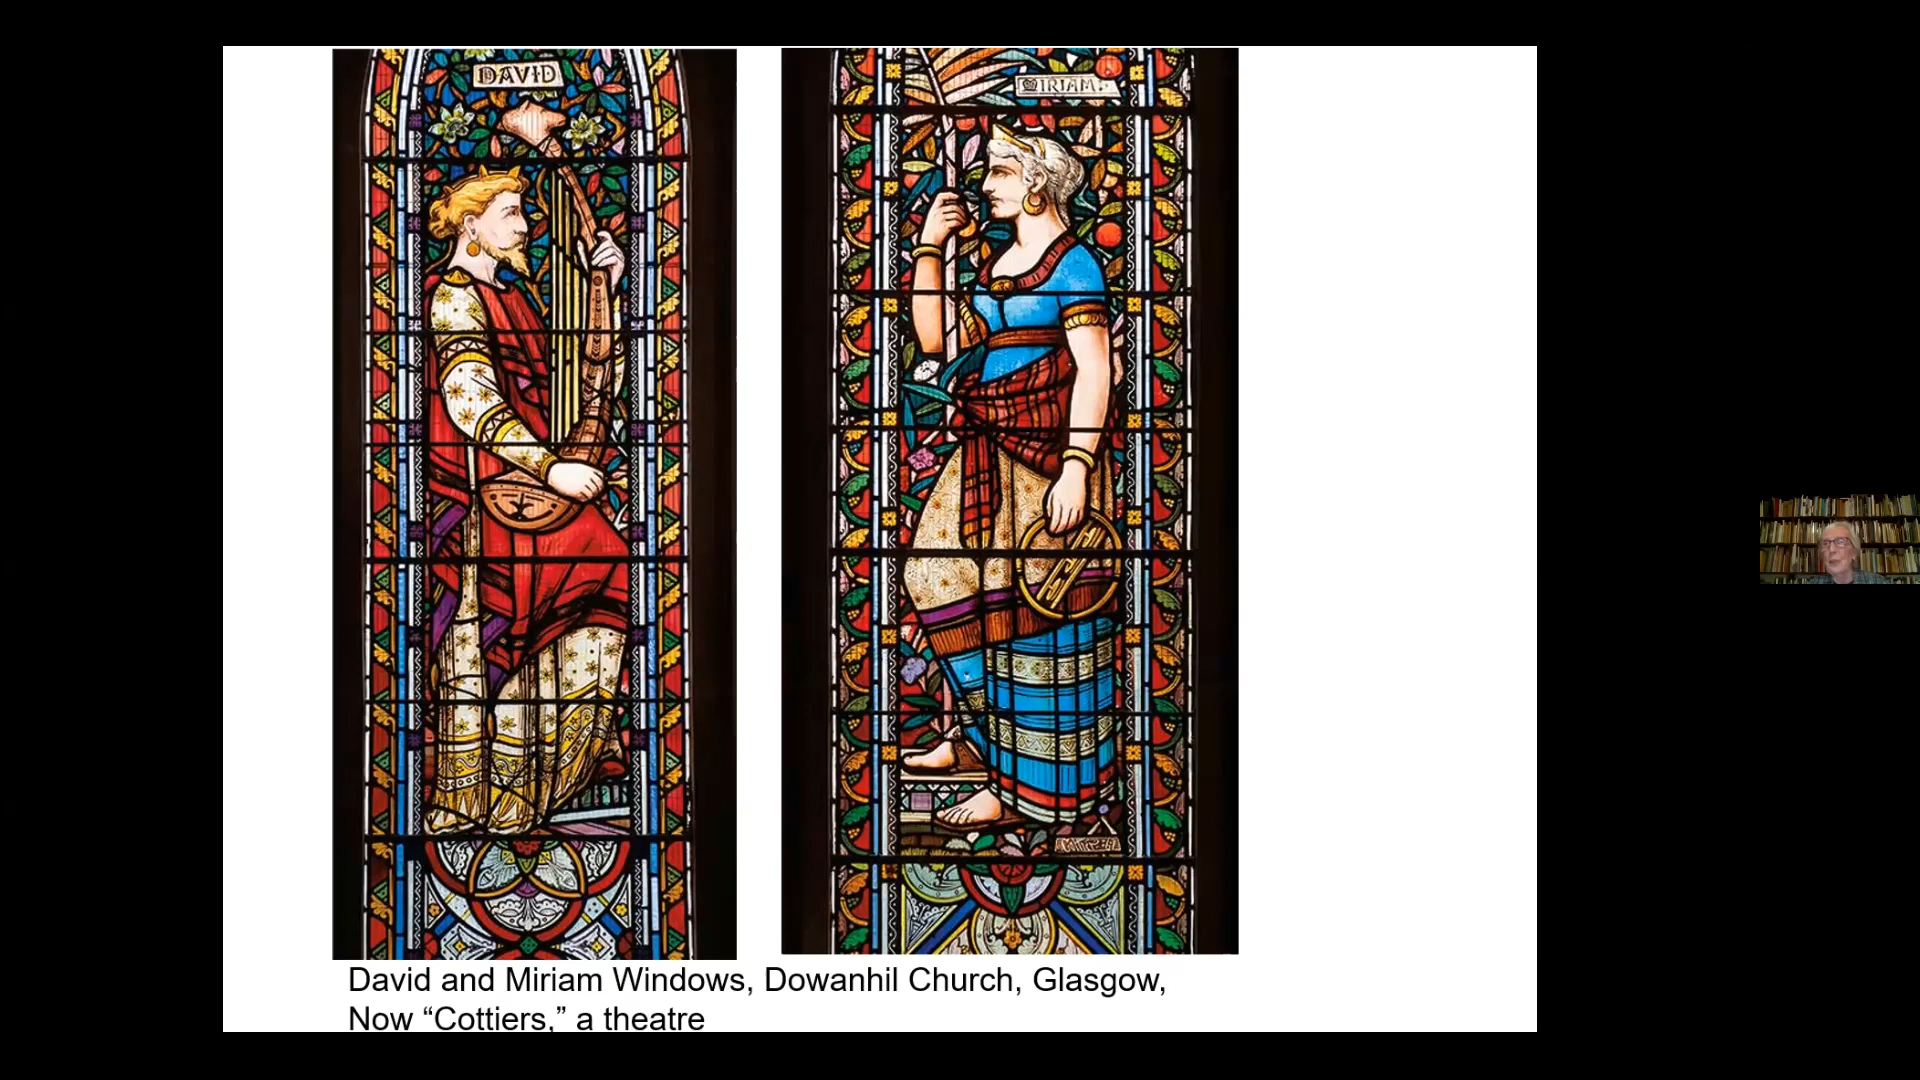 DAVID
MIRIAM
David and Miriam Windows, Dowanhil Church, Glasgow,
Now “Cottiers,” a theatre